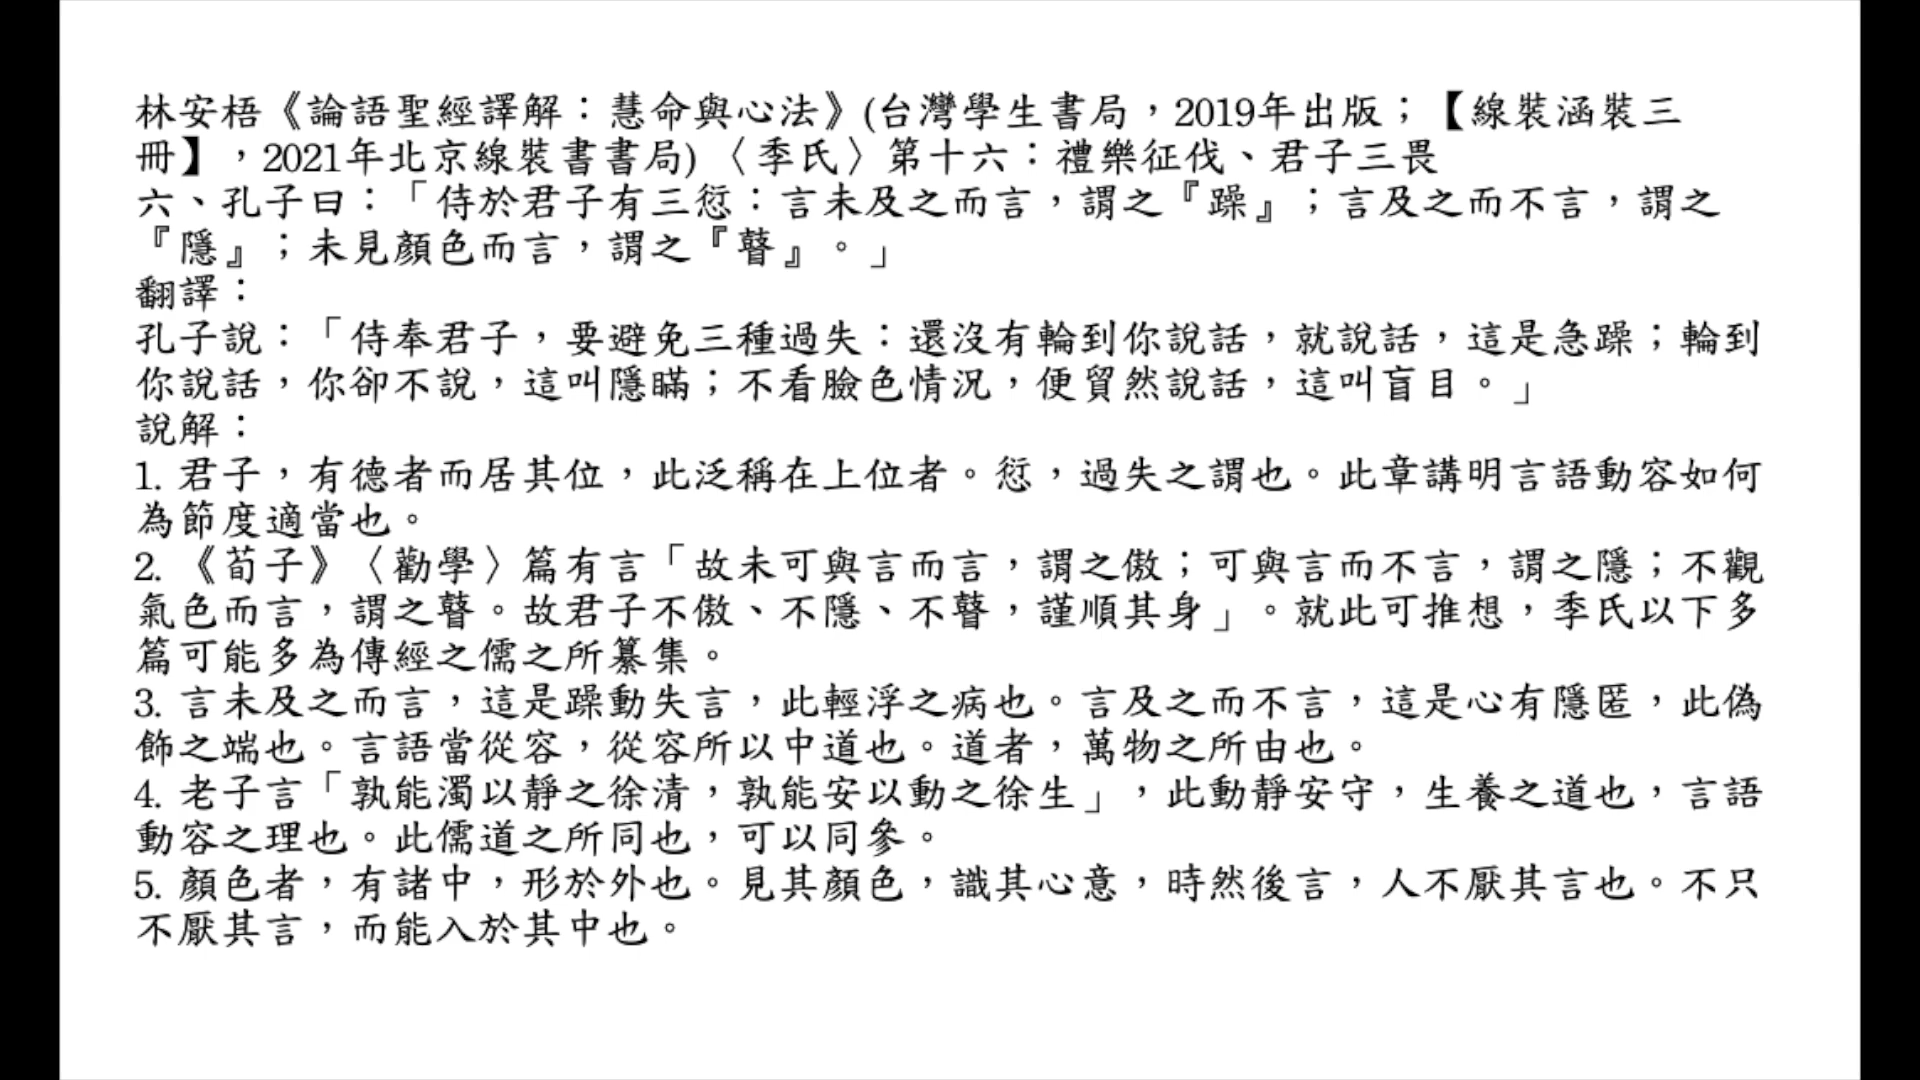 林安梧《論語聖經譯解：慧命與心法》(台灣學生書局，2019年出版；【線裝涵裝三
冊】，2021年北京線裝書書局) 〈季氏〉第十六：禮樂征伐、君子三畏
六、孔子曰：「侍於君子有三愆：言未及之而言，謂之『躁』；言及之而不言，謂之
『隱』；未見顏色而言，謂之『瞽』。」
翻譯：
孔子說：「侍奉君子，要避免三種過失：還沒有輪到你說話，就說話，這是急躁；輪到
你說話，你卻不說，這叫隱瞞；不看臉色情況，便貿然說話，這叫盲目。」
說解：
1. 君子，有德者而居其位，此泛稱在上位者。愆，過失之謂也。此章講明言語動容如何
為節度適當也。
2. 《荀子》〈勸學〉篇有言「故未可與言而言，謂之傲；可與言而不言，謂之隱；不觀
氣色而言，謂之瞽。故君子不傲、不隱、不瞽，謹順其身」。就此可推想，季氏以下多
篇可能多為傳經之儒之所纂集。
3. 言未及之而言，這是躁動失言，此輕浮之病也。言及之而不言，這是心有隱匿，此偽
飾之端也。言語當從容，從容所以中道也。道者，萬物之所由也。
4. 老子言「孰能濁以靜之徐清，孰能安以動之徐生」，此動靜安守，生養之道也，言語
動容之理也。此儒道之所同也，可以同參。
5. 顏色者，有諸中，形於外也。見其顏色，識其心意，時然後言，人不厭其言也。不只
不厭其言，而能入於其中也。